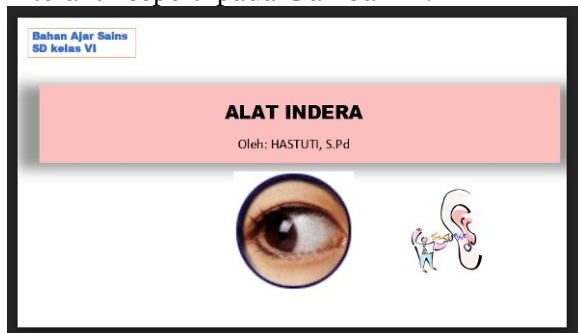 Bahan Ajar Sains
SD kelas VI
ALAT INDERA
Oleh: HASTUTI, S.Pd